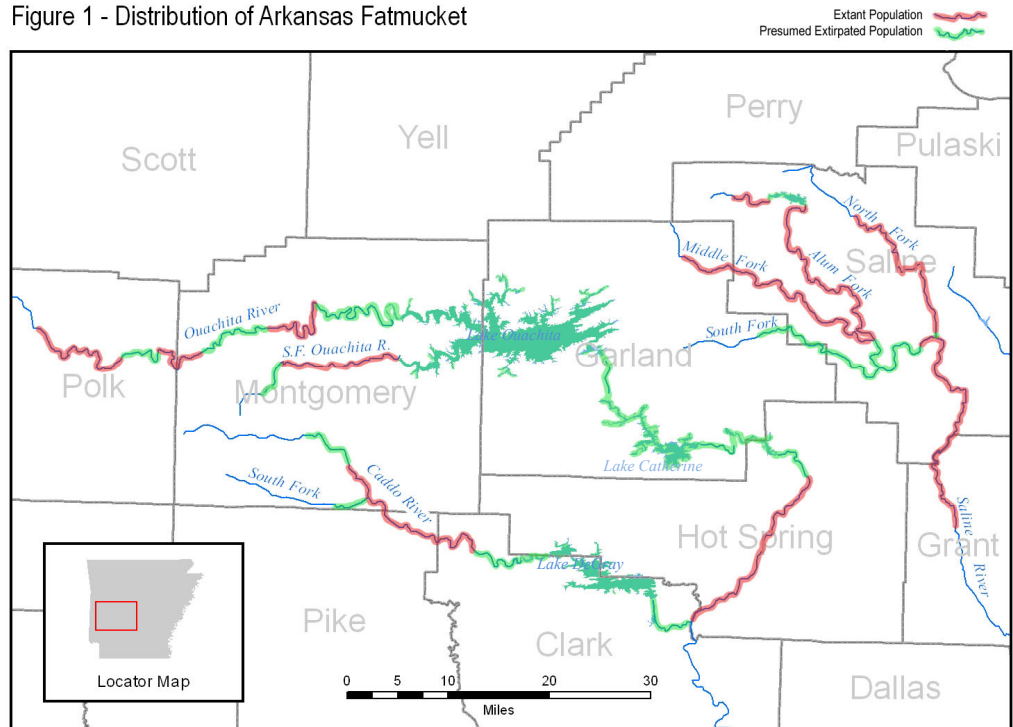 Figure 1 - Distribution of Arkansas Fatmucket
Extant Population
Presumed Extirpated Population
Perry
Pulaski
Yell
Scott
North Fork
Saline
Alum Fork
Middle Fork
Ouachita River
South Fork
Lake Ouachita
Garland
S.F. Ouachita R.
Polk
Montgomery
Lake Catherine
Caddo River
South Fork
Saline River
Hot Spring
Grant
Lake DeGray
Pike
Clark
Locator Map
Dallas
0 5 10 20 30
Miles